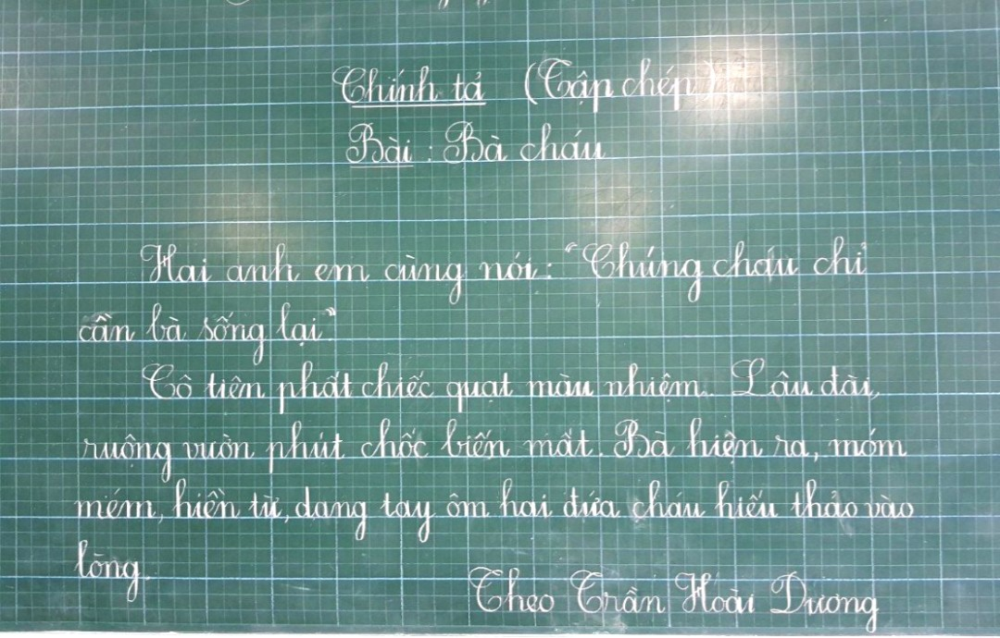 Chính tả (Tập chép)
Bài : Bà cháu
Hai anh em cùng nói : "Chúng cháu chỉ
cần bà sống lại"
Cô tiên phất chiếc quạt màu nhiệm. Lâu đài,
ruộng vườn phút chốc biến mất. Bà hiện ra, móm
mém, hiền từ, dang tay ôm hai đứa cháu hiếu thảo vào
lòng.
Theo Trần Hoài Dương